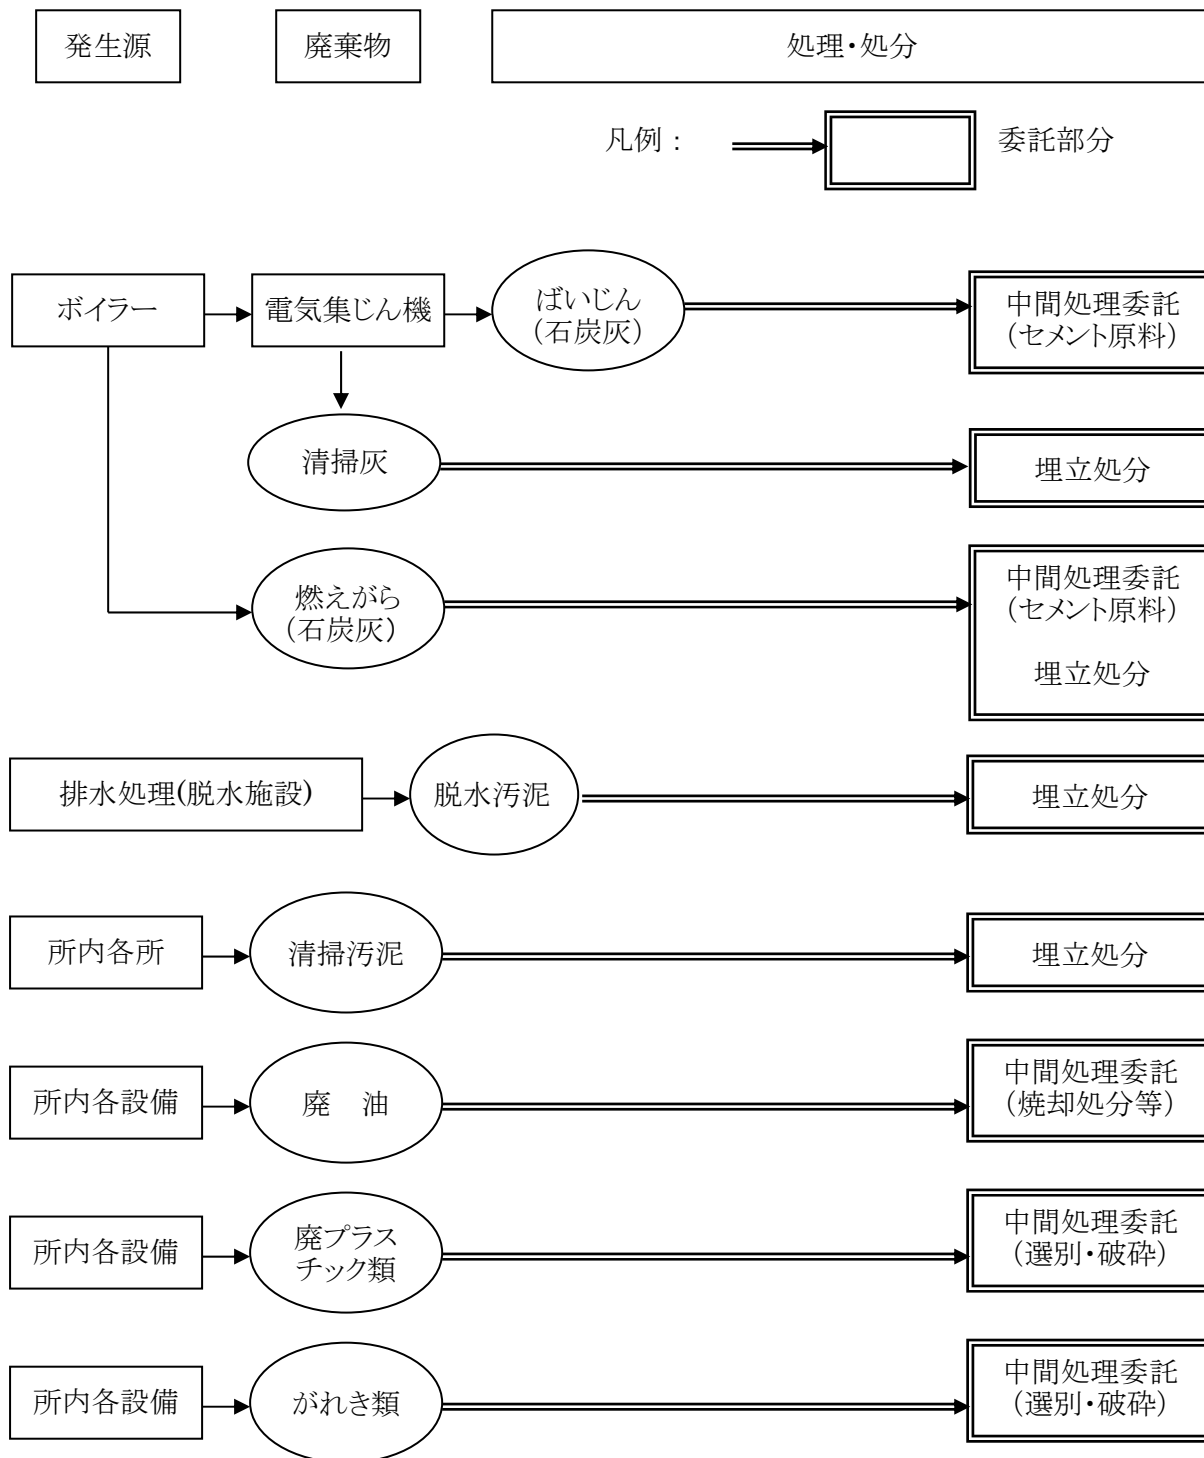 発生源
廃棄物
処理・処分
凡例：
委託部分
ボイラー
電気集じん機
ばいじん
（石炭灰）
中間処理委託
（セメント原料）
清掃灰
埋立処分
燃えがら
（石炭灰）
中間処理委託
（セメント原料）
埋立処分
排水処理(脱水施設)
脱水汚泥
埋立処分
所内各所
清掃汚泥
埋立処分
所内各設備
廃　油
中間処理委託
（焼却処分等）
所内各設備
廃プラス
チック類
中間処理委託
（選別・破砕）
所内各設備
がれき類
中間処理委託
（選別・破砕）